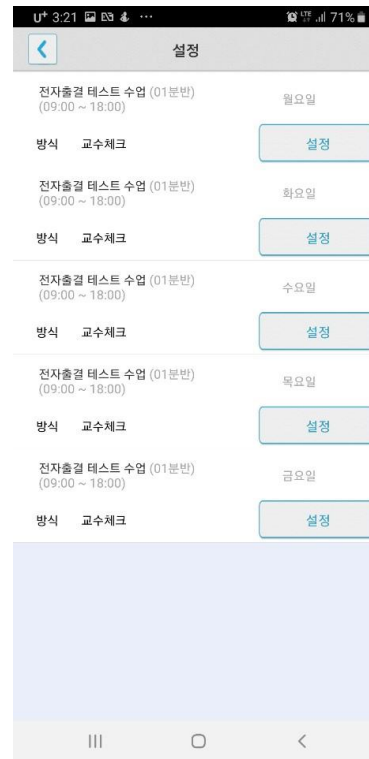 U+ 3:21 ... LTE 71%
설정
전자출결 테스트 수업 (01분반)
(09:00 ~ 18:00)
월요일
방식 교수체크 설정
전자출결 테스트 수업 (01분반)
(09:00 ~ 18:00)
화요일
방식 교수체크 설정
전자출결 테스트 수업 (01분반)
(09:00 ~ 18:00)
수요일
방식 교수체크 설정
전자출결 테스트 수업 (01분반)
(09:00 ~ 18:00)
목요일
방식 교수체크 설정
전자출결 테스트 수업 (01분반)
(09:00 ~ 18:00)
금요일
방식 교수체크 설정